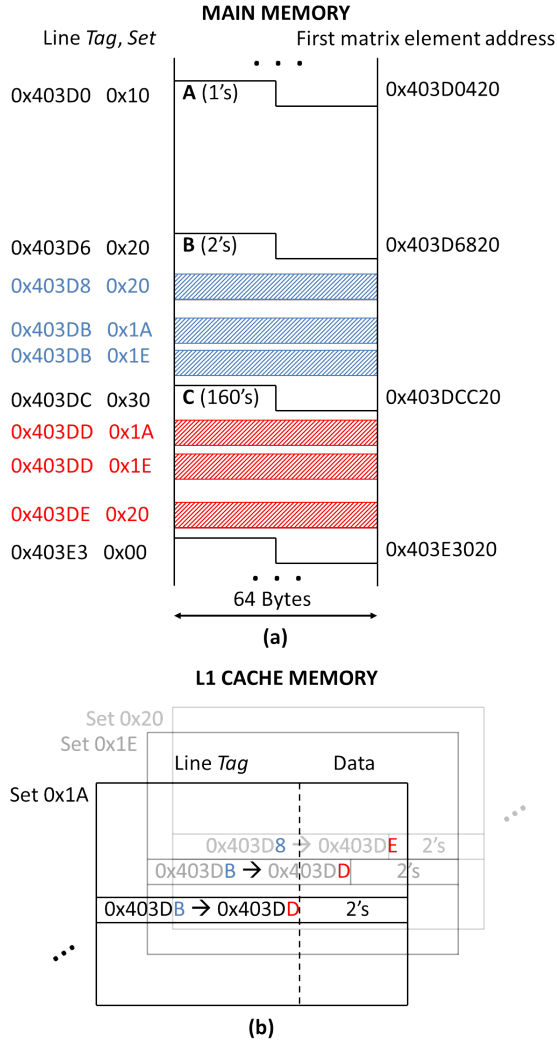 MAIN MEMORY
Line Tag, Set First matrix element address
. . .
0x403D0 0x10 A (1's) 0x403D0420
0x403D6 0x20 B (2's) 0x403D6820
0x403D8 0x20
0x403DB 0x1A
0x403DB 0x1E
0x403DC 0x30 C (160's) 0x403DCC20
0x403DD 0x1A
0x403DD 0x1E
0x403DE 0x20
0x403E3 0x00 0x403E3020
. . .
64 Bytes
(a)
L1 CACHE MEMORY
Set 0x20
Set 0x1E
Line Tag Data
Set 0x1A
...
0x403D8 → 0x403DE 2's
0x403DB → 0x403DD 2's
0x403DB → 0x403DD 2's
...
(b)